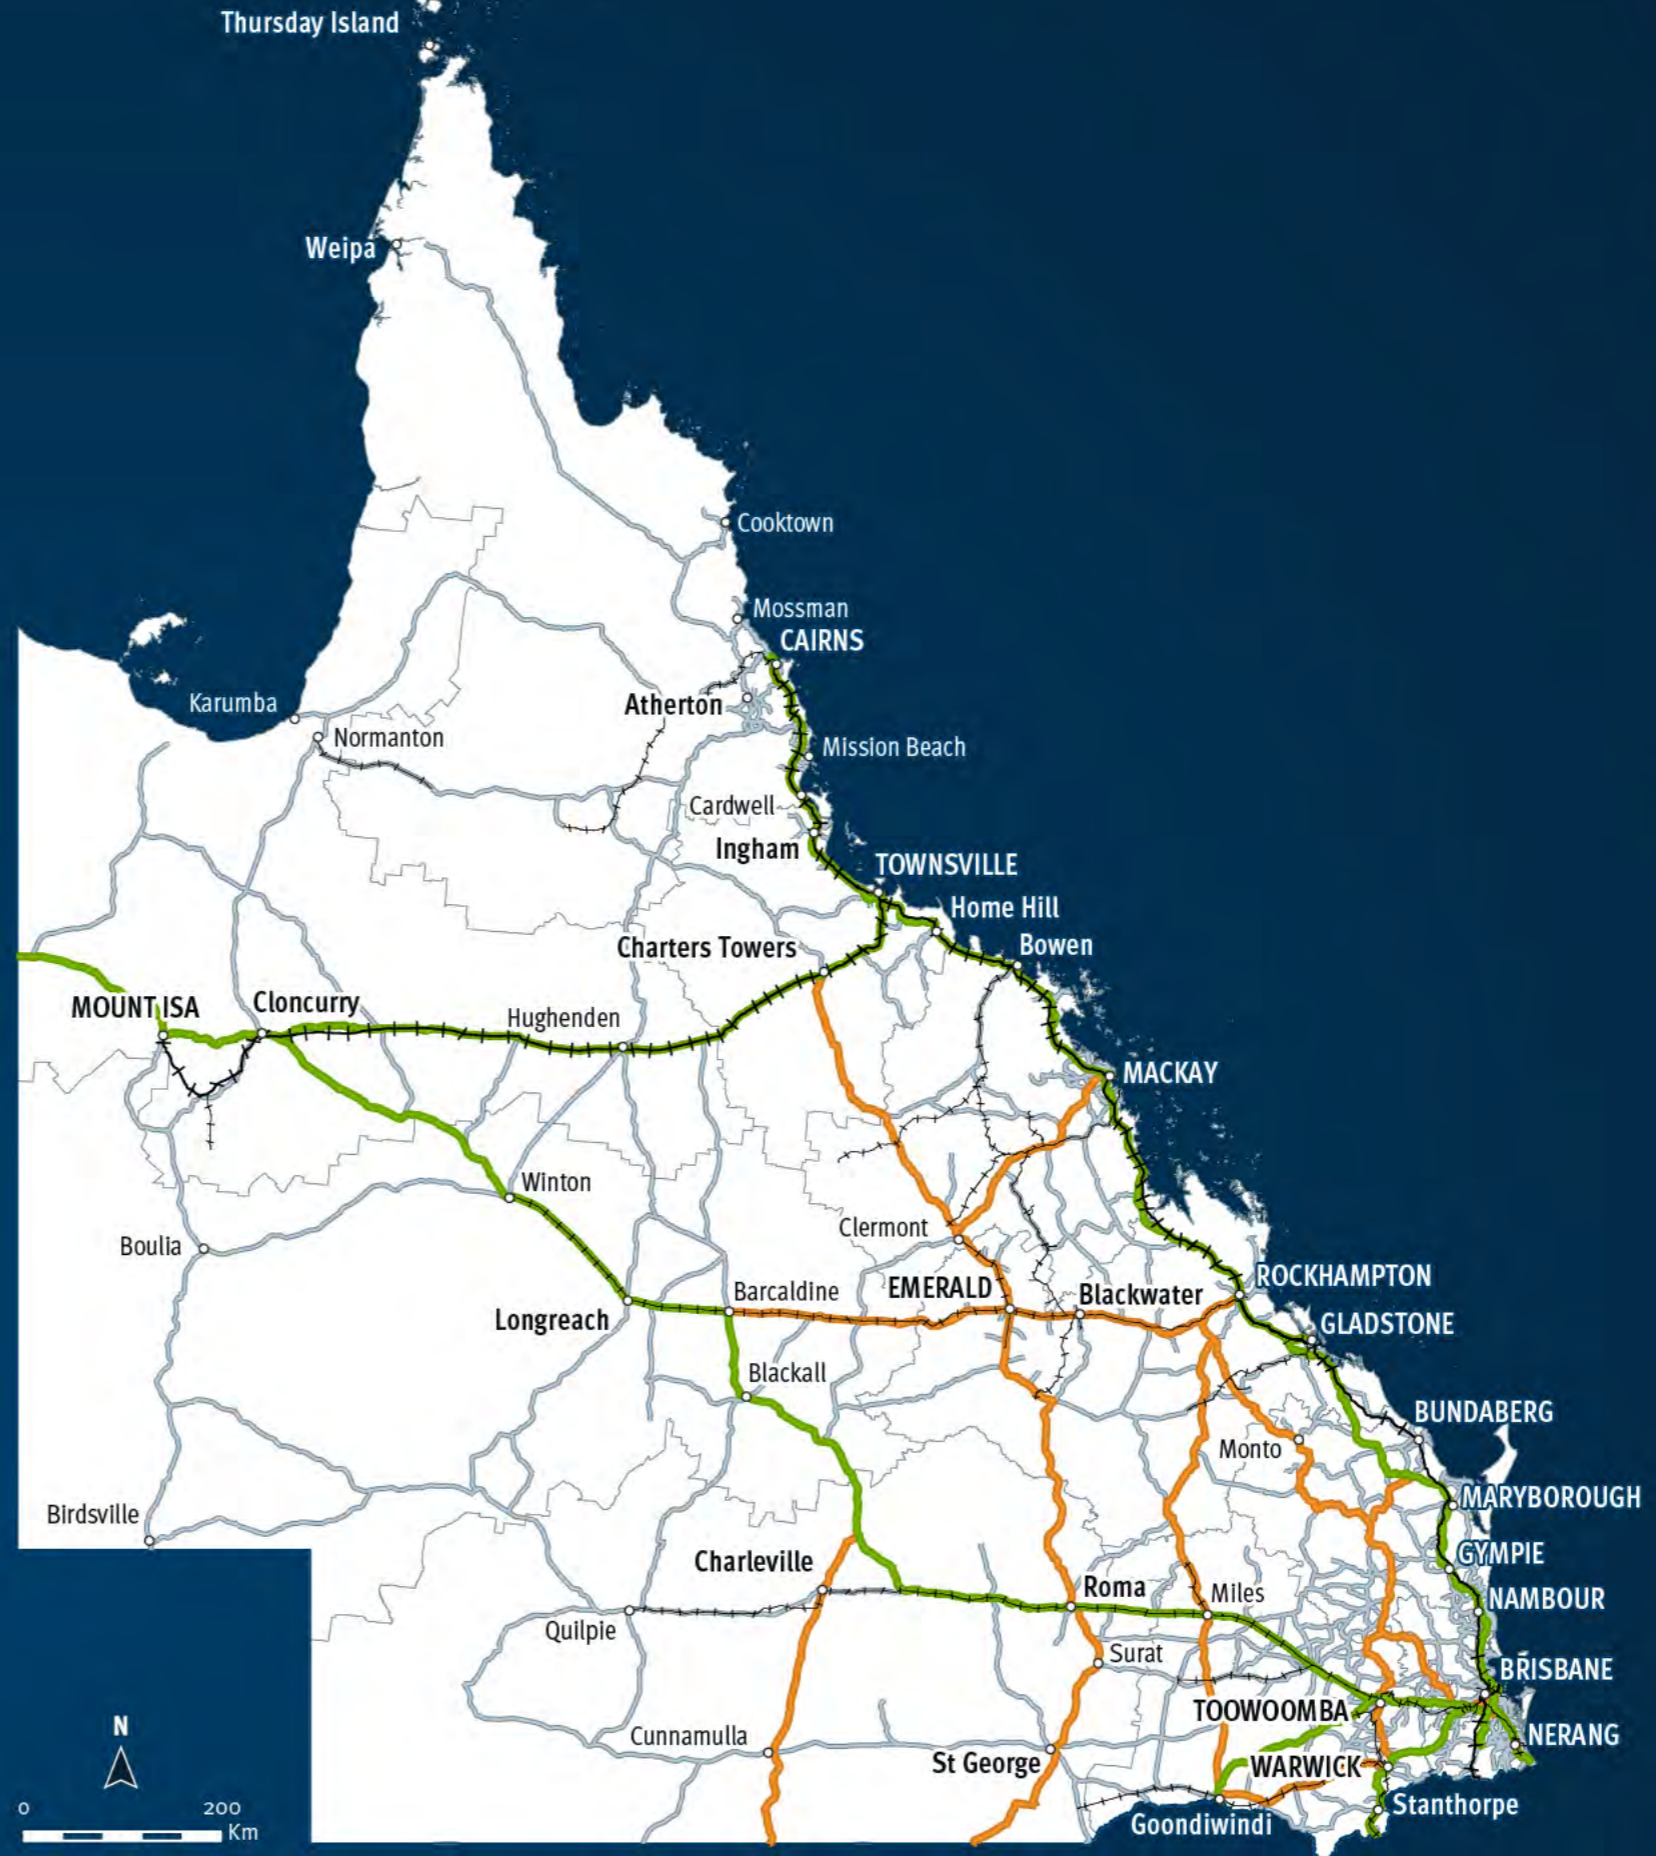 Thursday Island
Weipa
Cooktown
Mossman
CAIRNS
Karumba
Atherton
Normanton
Mission Beach
Cardwell
Ingham
TOWNSVILLE
Home Hill
Charters Towers
Bowen
MOUNT ISA
Cloncurry
Hughenden
MACKAY
Winton
Clermont
Boulia
ROCKHAMPTON
EMERALD
Barcaldine
Blackwater
Longreach
GLADSTONE
Blackall
BUNDABERG
Monto
MARYBOROUGH
Birdsville
GYMPIE
Charleville
Roma
Miles
NAMBOUR
Quilpie
Surat
BRISBANE
TOOWOOMBA
N
Cunnamulla
NERANG
St George
WARWICK
Stanthorpe
0 200
Km
Goondiwindi